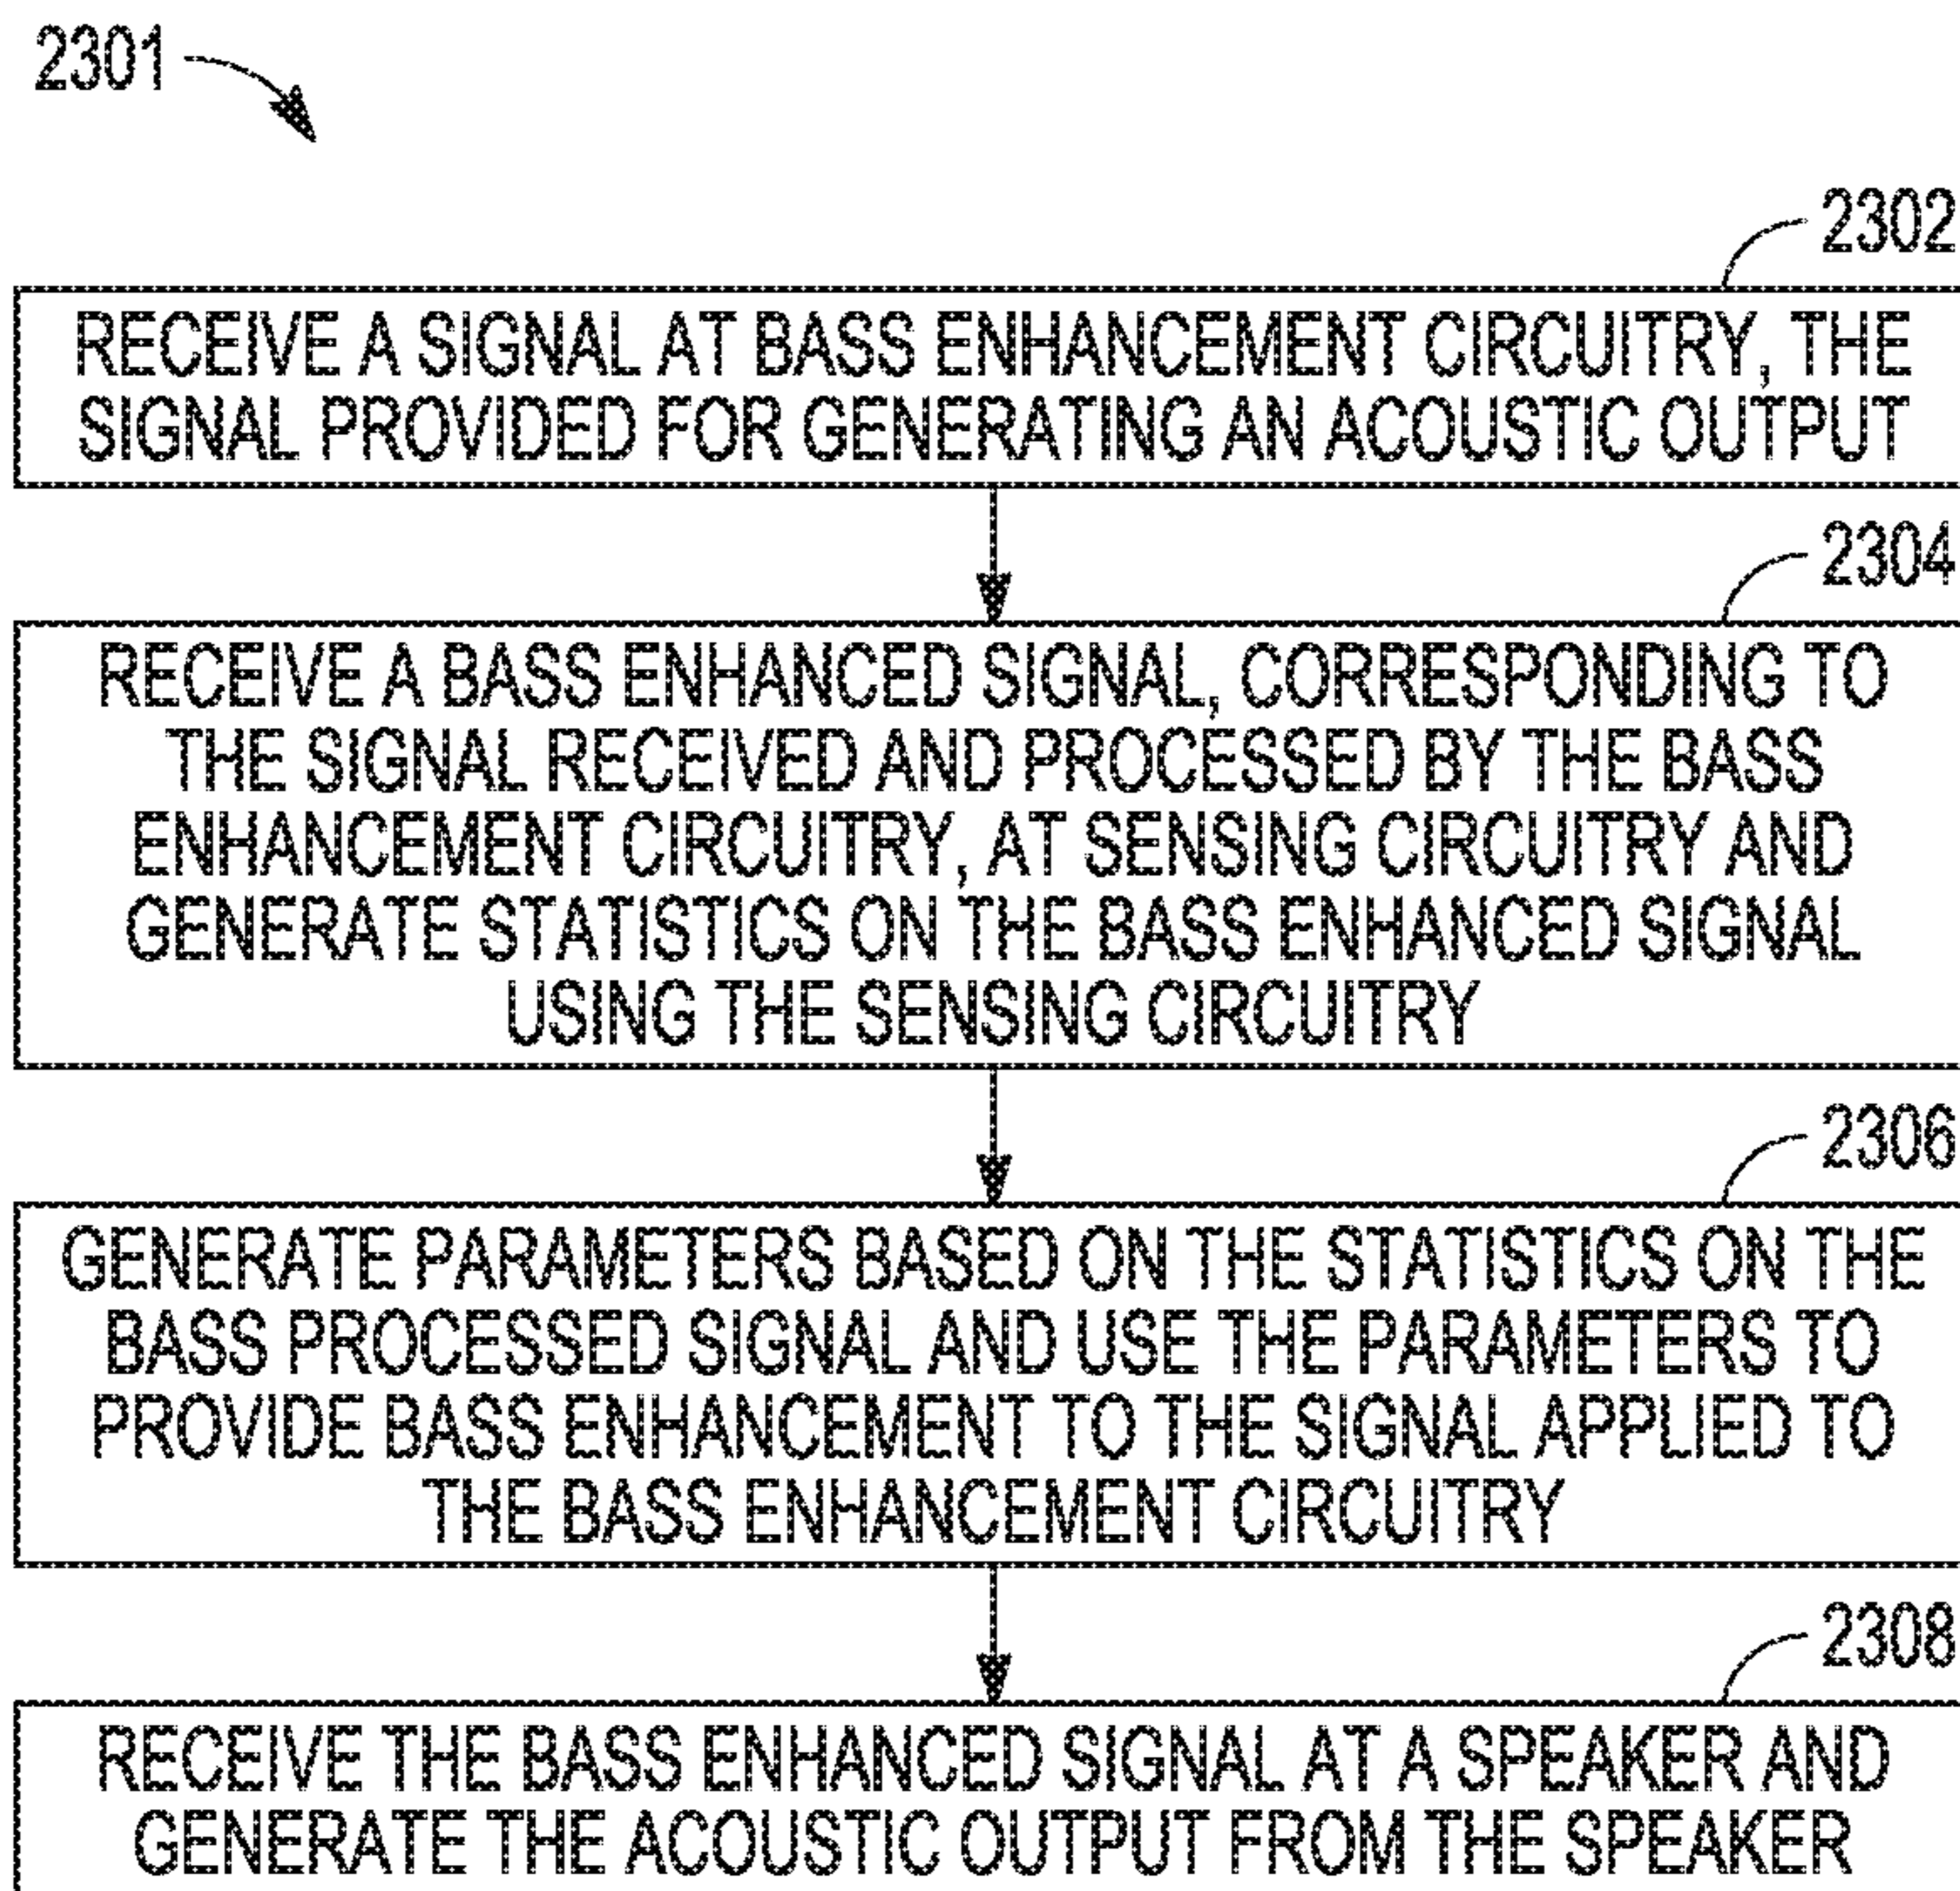 2301
2302
RECEIVE A SIGNAL AT BASS ENHANCEMENT CIRCUITRY, THE
SIGNAL PROVIDED FOR GENERATING AN ACOUSTIC OUTPUT
2304
RECEIVE A BASS ENHANCED SIGNAL, CORRESPONDING TO
THE SIGNAL RECEIVED AND PROCESSED BY THE BASS
ENHANCEMENT CIRCUITRY, AT SENSING CIRCUITRY AND
GENERATE STATISTICS ON THE BASS ENHANCED SIGNAL
USING THE SENSING CIRCUITRY
2306
GENERATE PARAMETERS BASED ON THE STATISTICS ON THE
BASS PROCESSED SIGNAL AND USE THE PARAMETERS TO
PROVIDE BASS ENHANCEMENT TO THE SIGNAL APPLIED TO
THE BASS ENHANCEMENT CIRCUITRY
2308
RECEIVE THE BASS ENHANCED SIGNAL AT A SPEAKER AND
GENERATE THE ACOUSTIC OUTPUT FROM THE SPEAKER